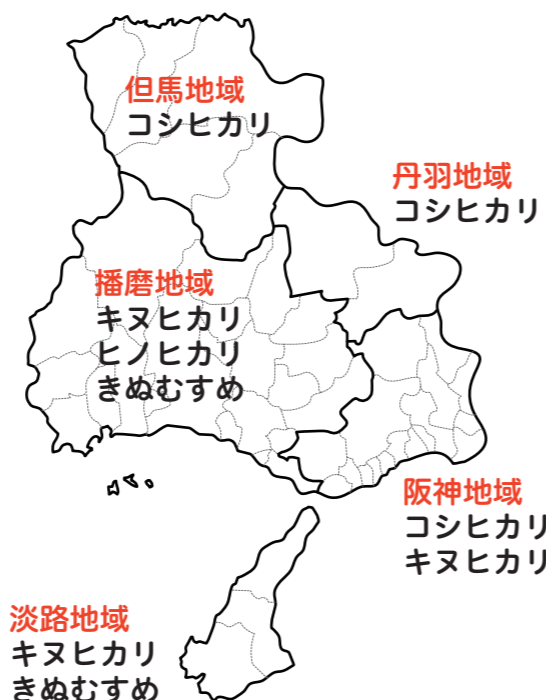 但馬地域
コシヒカリ
丹羽地域
コシヒカリ
播磨地域
キヌヒカリ
ヒノヒカリ
きぬむすめ
阪神地域
コシヒカリ
キヌヒカリ
淡路地域
キヌヒカリ
きぬむすめ